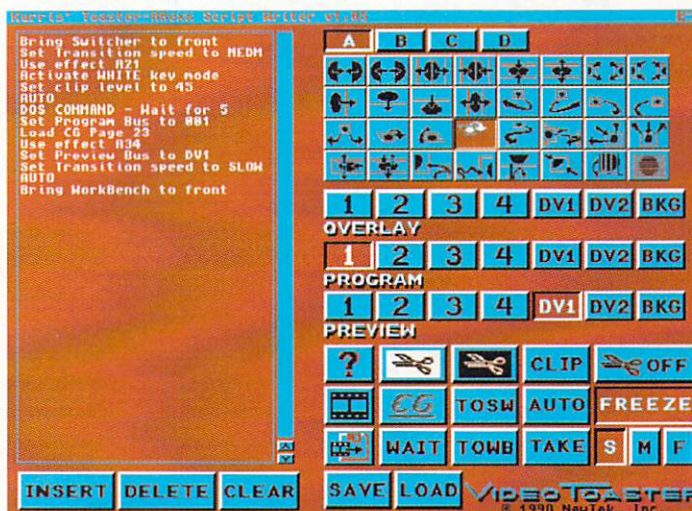 Kurris' Toaster-ARexx Script Writer v1.02
Bring Switcher to front
Set Transition speed to MEDM
Use effect A21
Activate WHITE key mode
Set clip level to 45
AUTO
DOS COMMAND - Wait for 5
Set Program Bus to 001
Load CG Page 23
Use effect A34
Set Preview Bus to DV1
Set Transition speed to SLOW
AUTO
Bring WorkBench to front
A B C D
1 2 3 4 DV1 DV2 BKG
OVERLAY
1 2 3 4 DV1 DV2 BKG
PROGRAM
1 2 3 4 DV1 DV2 BKG
PREVIEW
? CLIP OFF
CG TOSW AUTO FREEZE
WAIT TOWB TAKE S M F
INSERT DELETE CLEAR SAVE LOAD VIDEO TOASTER
© 1990 NewTek, Inc